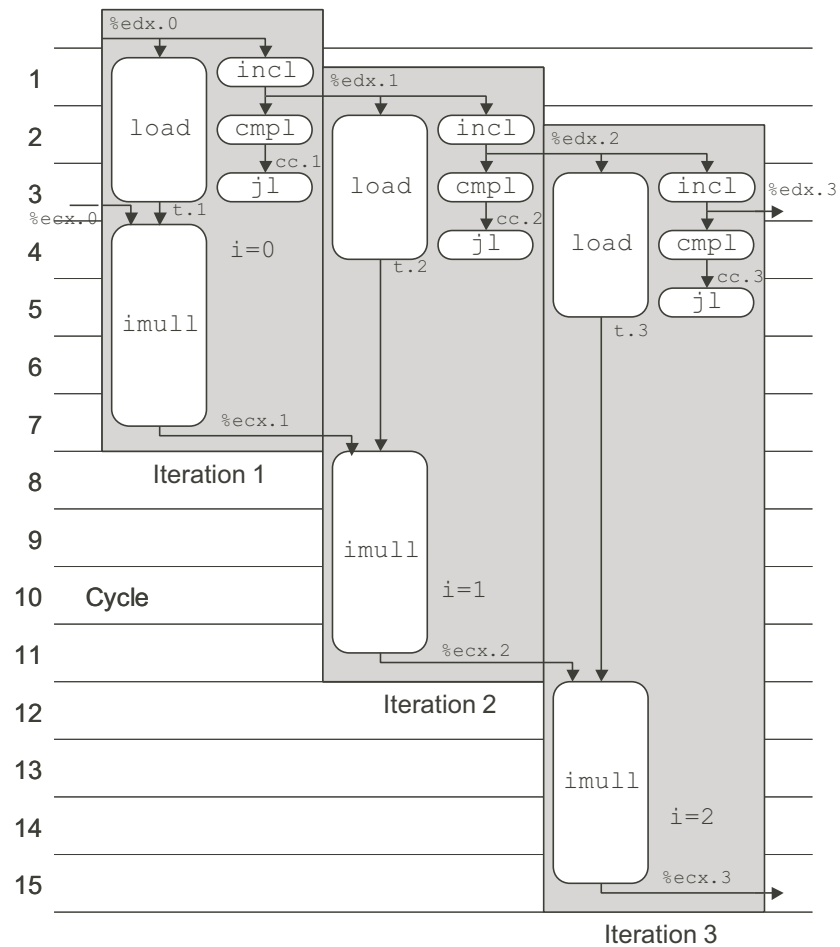 %edx.0
1 incl %edx.1
load
2 cmpl incl %edx.2
cc.1 load
3 jl cmpl incl %edx.3
%ecx.0 t.1 cc.2 load
4 i=0 jl cmpl
t.2 cc.3
5 imull jl
t.3
6
7 %ecx.1
Iteration 1
8
9 imull
10 Cycle i=1
11 %ecx.2
Iteration 2
12
13 imull
14 i=2
15 %ecx.3
Iteration 3